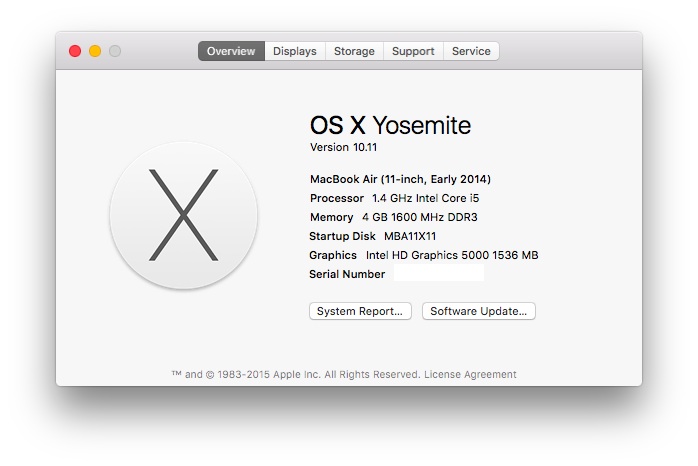 Overview Displays Storage Support Service
OS X Yosemite
Version 10.11
MacBook Air (11-inch, Early 2014)
Processor 1.4 GHz Intel Core i5
Memory 4 GB 1600 MHz DDR3
Startup Disk MBA11X11
Graphics Intel HD Graphics 5000 1536 MB
Serial Number
System Report... Software Update...
™ and © 1983-2015 Apple Inc. All Rights Reserved. License Agreement